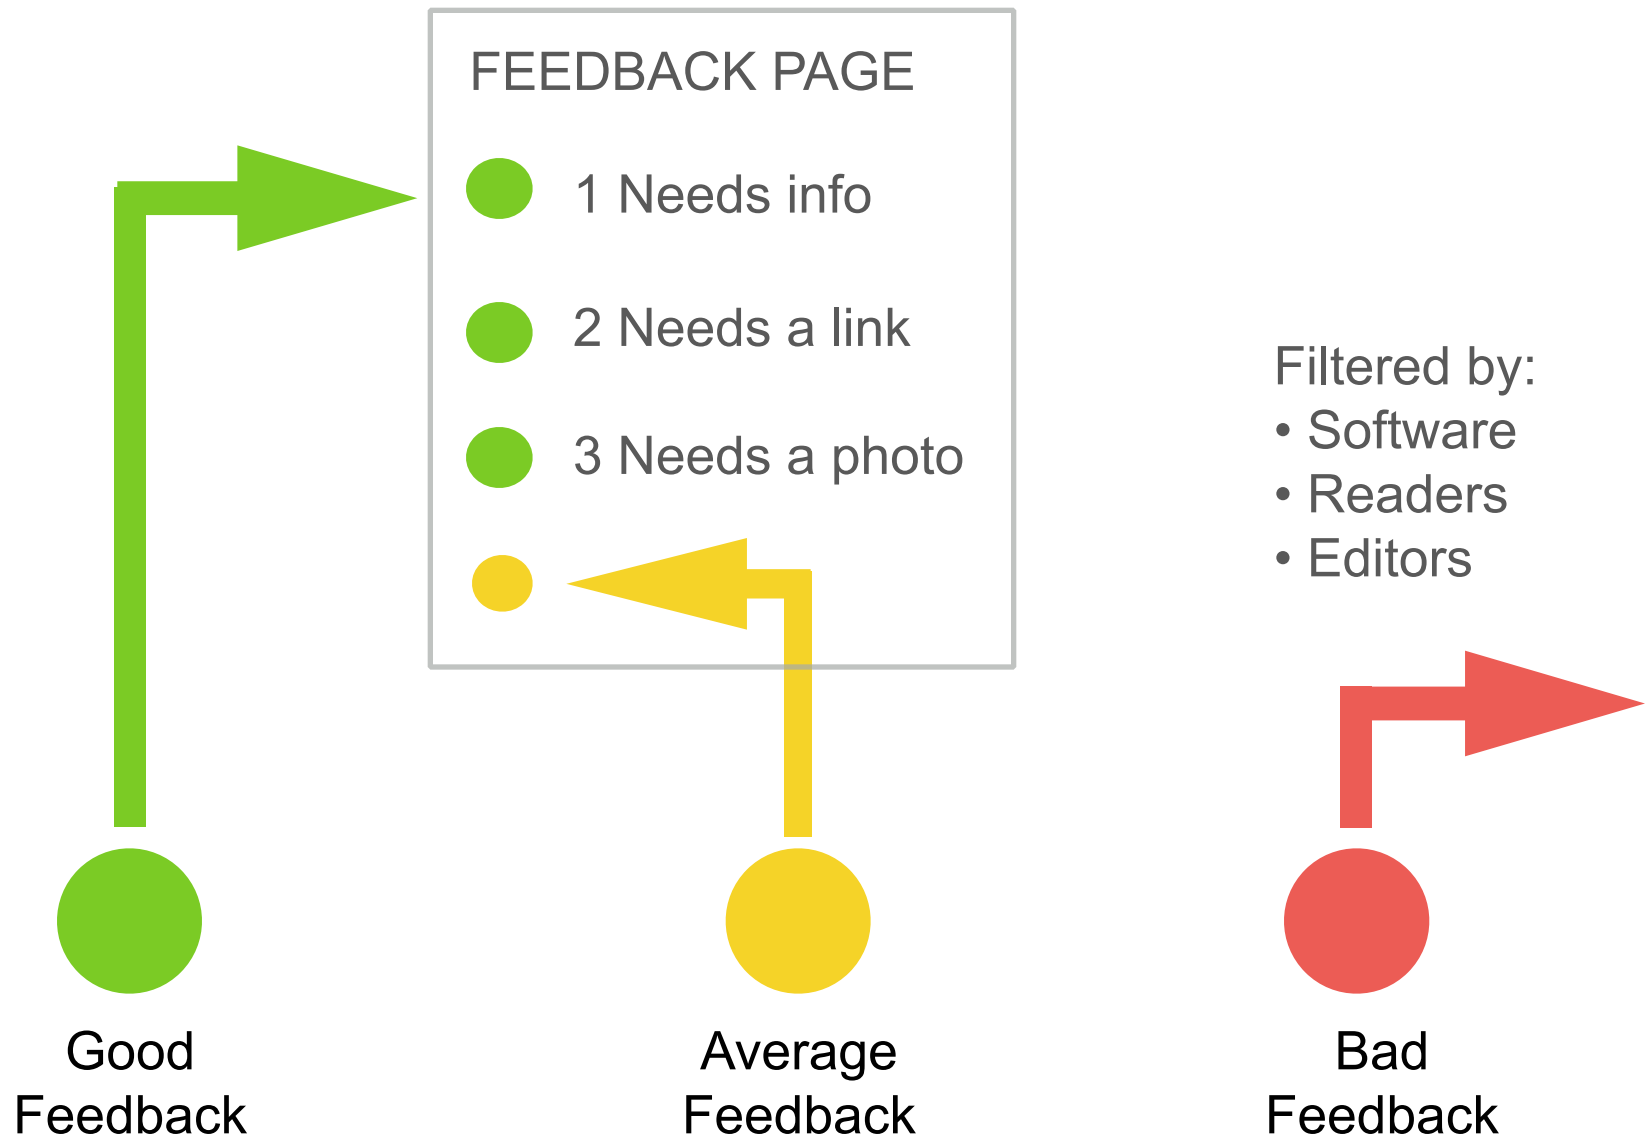 FEEDBACK PAGE
1 Needs info
2 Needs a link
3 Needs a photo
Filtered by:
• Software
• Readers
• Editors
Good
Feedback
Average
Feedback
Bad
Feedback